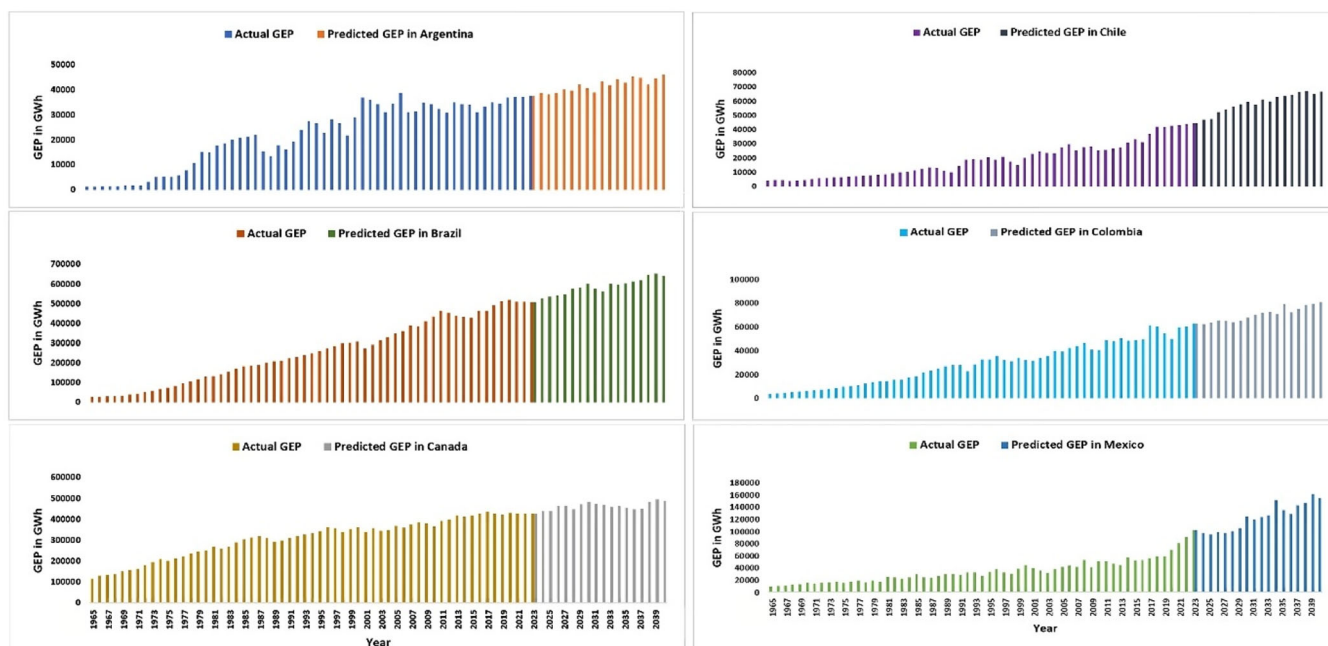 Actual GEP Predicted GEP in Argentina
GEP in GWh
50000
40000
30000
20000
10000
0
Actual GEP Predicted GEP in Chile
GEP in GWh
80000
70000
60000
50000
40000
30000
20000
10000
0
Actual GEP Predicted GEP in Brazil
GEP in GWh
700000
600000
500000
400000
300000
200000
100000
0
Actual GEP Predicted GEP in Colombia
GEP in GWh
100000
80000
60000
40000
20000
0
Actual GEP Predicted GEP in Canada
GEP in GWh
600000
500000
400000
300000
200000
100000
0
1965 1967 1969 1971 1973 1975 1977 1979 1981 1983 1985 1987 1989 1991 1993 1995 1997 1999 2001 2003 2005 2007 2009 2011 2013 2015 2017 2019 2021 2023 2025 2027 2029 2031 2033 2035 2037 2039
Year
Actual GEP Predicted GEP in Mexico
GEP in GWh
180000
160000
140000
120000
100000
80000
60000
40000
20000
0
1965 1967 1969 1971 1973 1975 1977 1979 1981 1983 1985 1987 1989 1991 1993 1995 1997 1999 2001 2003 2005 2007 2009 2011 2013 2015 2017 2019 2021 2023 2025 2027 2029 2031 2033 2035 2037 2039
Year